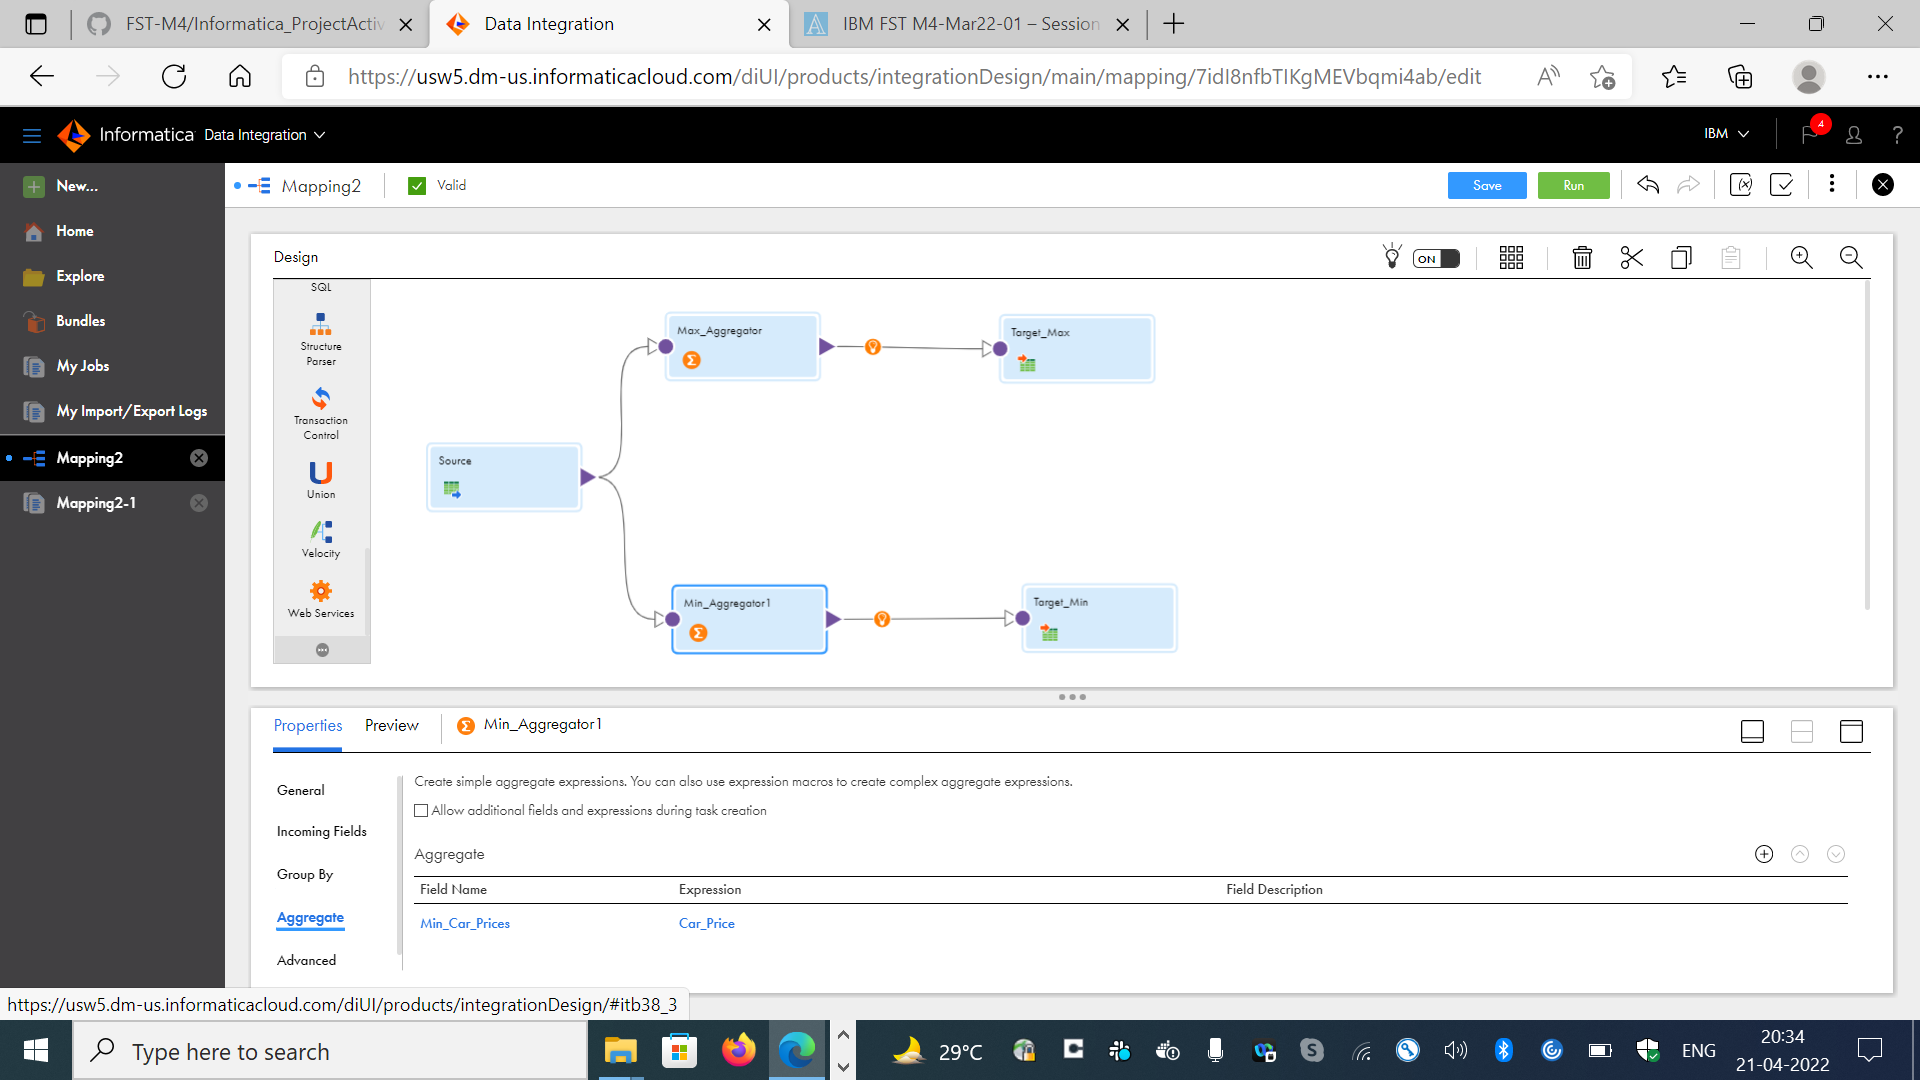 FST-M4/Informatica_ProjectActiv
Data Integration
IBM FST M4-Mar22-01 – Session
https://usw5.dm-us.informaticacloud.com/diUI/products/integrationDesign/main/mapping/7idI8nfbTIKgMEVbqmi4ab/edit
Informatica Data Integration
IBM
4
?
New...
Home
Explore
Bundles
My Jobs
My Import/Export Logs
Mapping2
Mapping2-1
Mapping2
Valid
Save
Run
Design
ON
SQL
Structure
Parser
Transaction
Control
Union
Velocity
Web Services
Max_Aggregator
Target_Max
Source
Min_Aggregator1
Target_Min
Properties
Preview
Min_Aggregator1
General
Incoming Fields
Group By
Aggregate
Advanced
Create simple aggregate expressions. You can also use expression macros to create complex aggregate expressions.
Allow additional fields and expressions during task creation
Aggregate
Field Name
Expression
Field Description
Min_Car_Prices
Car_Price
https://usw5.dm-us.informaticacloud.com/diUI/products/integrationDesign/#itb38_3
Type here to search
29°C
ENG
20:34
21-04-2022